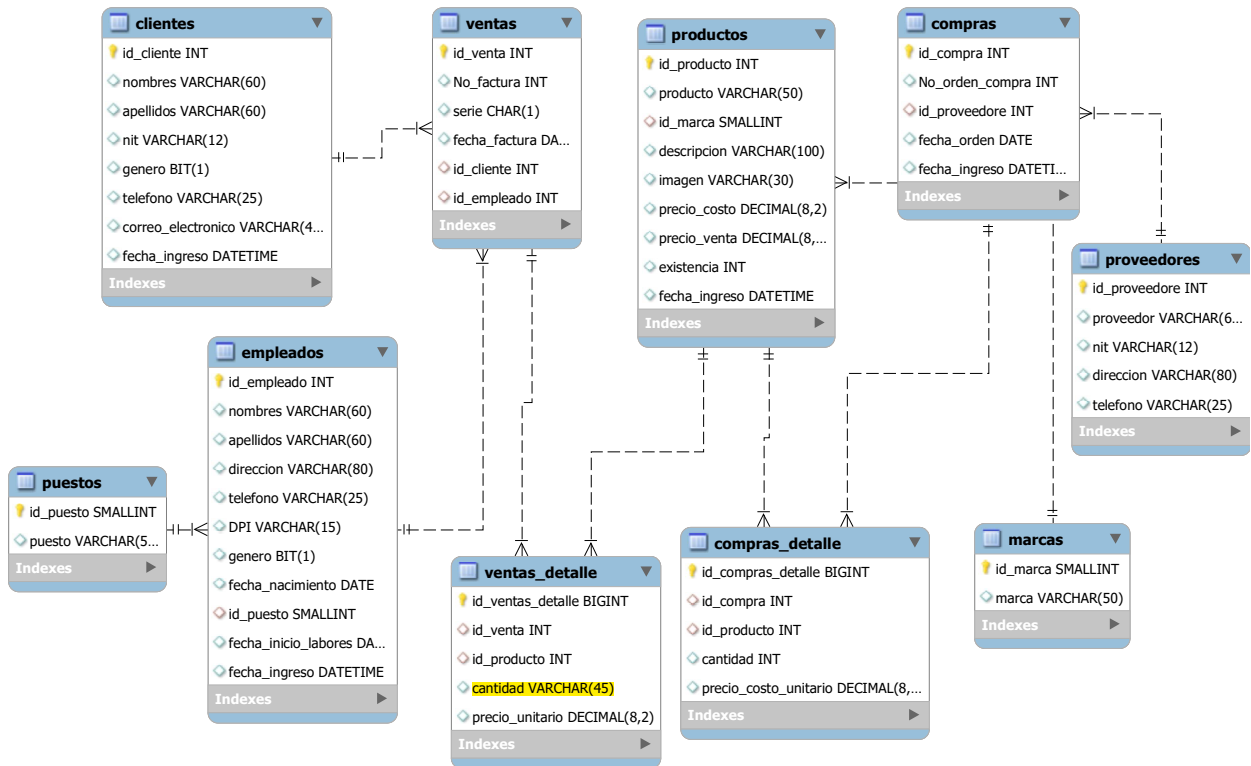 clientes
id_cliente INT
nombres VARCHAR(60)
apellidos VARCHAR(60)
nit VARCHAR(12)
genero BIT(1)
telefono VARCHAR(25)
correo_electronico VARCHAR(4...
fecha_ingreso DATETIME
Indexes
ventas
id_venta INT
No_factura INT
serie CHAR(1)
fecha_factura DA...
id_cliente INT
id_empleado INT
Indexes
productos
id_producto INT
producto VARCHAR(50)
id_marca SMALLINT
descripcion VARCHAR(100)
imagen VARCHAR(30)
precio_costo DECIMAL(8,2)
precio_venta DECIMAL(8,...
existencia INT
fecha_ingreso DATETIME
Indexes
compras
id_compra INT
No_orden_compra INT
id_proveedore INT
fecha_orden DATE
fecha_ingreso DATETI...
Indexes
proveedores
id_proveedore INT
proveedor VARCHAR(6...
nit VARCHAR(12)
direccion VARCHAR(80)
telefono VARCHAR(25)
Indexes
empleados
id_empleado INT
nombres VARCHAR(60)
apellidos VARCHAR(60)
direccion VARCHAR(80)
telefono VARCHAR(25)
DPI VARCHAR(15)
genero BIT(1)
fecha_nacimiento DATE
id_puesto SMALLINT
fecha_inicio_labores DA...
fecha_ingreso DATETIME
Indexes
puestos
id_puesto SMALLINT
puesto VARCHAR(5...
Indexes
ventas_detalle
id_ventas_detalle BIGINT
id_venta INT
id_producto INT
cantidad VARCHAR(45)
precio_unitario DECIMAL(8,2)
Indexes
compras_detalle
id_compras_detalle BIGINT
id_compra INT
id_producto INT
cantidad INT
precio_costo_unitario DECIMAL(8,...
Indexes
marcas
id_marca SMALLINT
marca VARCHAR(50)
Indexes